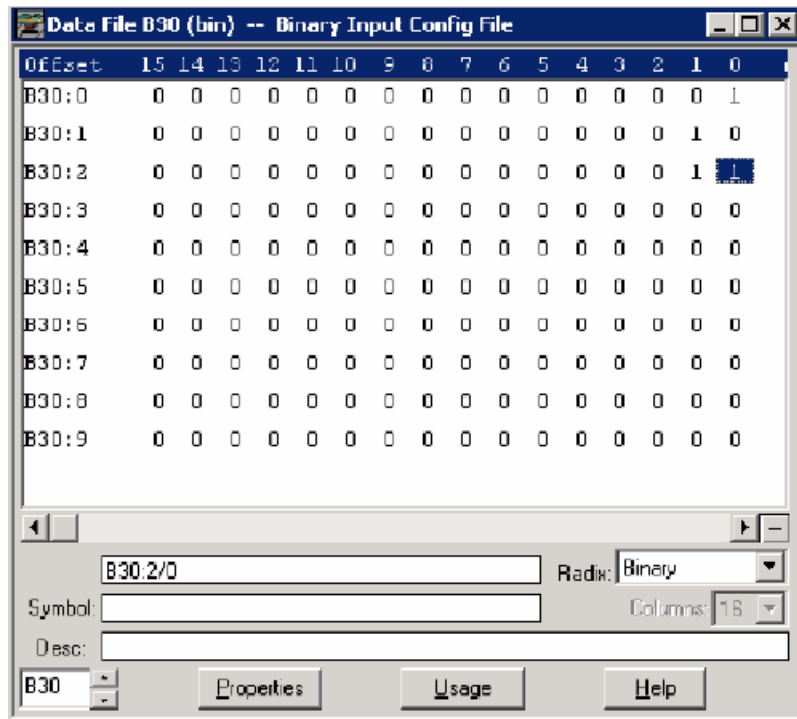 Data File B30 (bin) -- Binary Input Config File
Offset 15 14 13 12 11 10 9 8 7 6 5 4 3 2 1 0
B30:0 0 0 0 0 0 0 0 0 0 0 0 0 0 0 0 1
B30:1 0 0 0 0 0 0 0 0 0 0 0 0 0 0 1 0
B30:2 0 0 0 0 0 0 0 0 0 0 0 0 0 0 1 1
B30:3 0 0 0 0 0 0 0 0 0 0 0 0 0 0 0 0
B30:4 0 0 0 0 0 0 0 0 0 0 0 0 0 0 0 0
B30:5 0 0 0 0 0 0 0 0 0 0 0 0 0 0 0 0
B30:6 0 0 0 0 0 0 0 0 0 0 0 0 0 0 0 0
B30:7 0 0 0 0 0 0 0 0 0 0 0 0 0 0 0 0
B30:8 0 0 0 0 0 0 0 0 0 0 0 0 0 0 0 0
B30:9 0 0 0 0 0 0 0 0 0 0 0 0 0 0 0 0
B30:2/0 Radix: Binary
Symbol: Columns: 16
Desc:
B30 Properties Usage Help